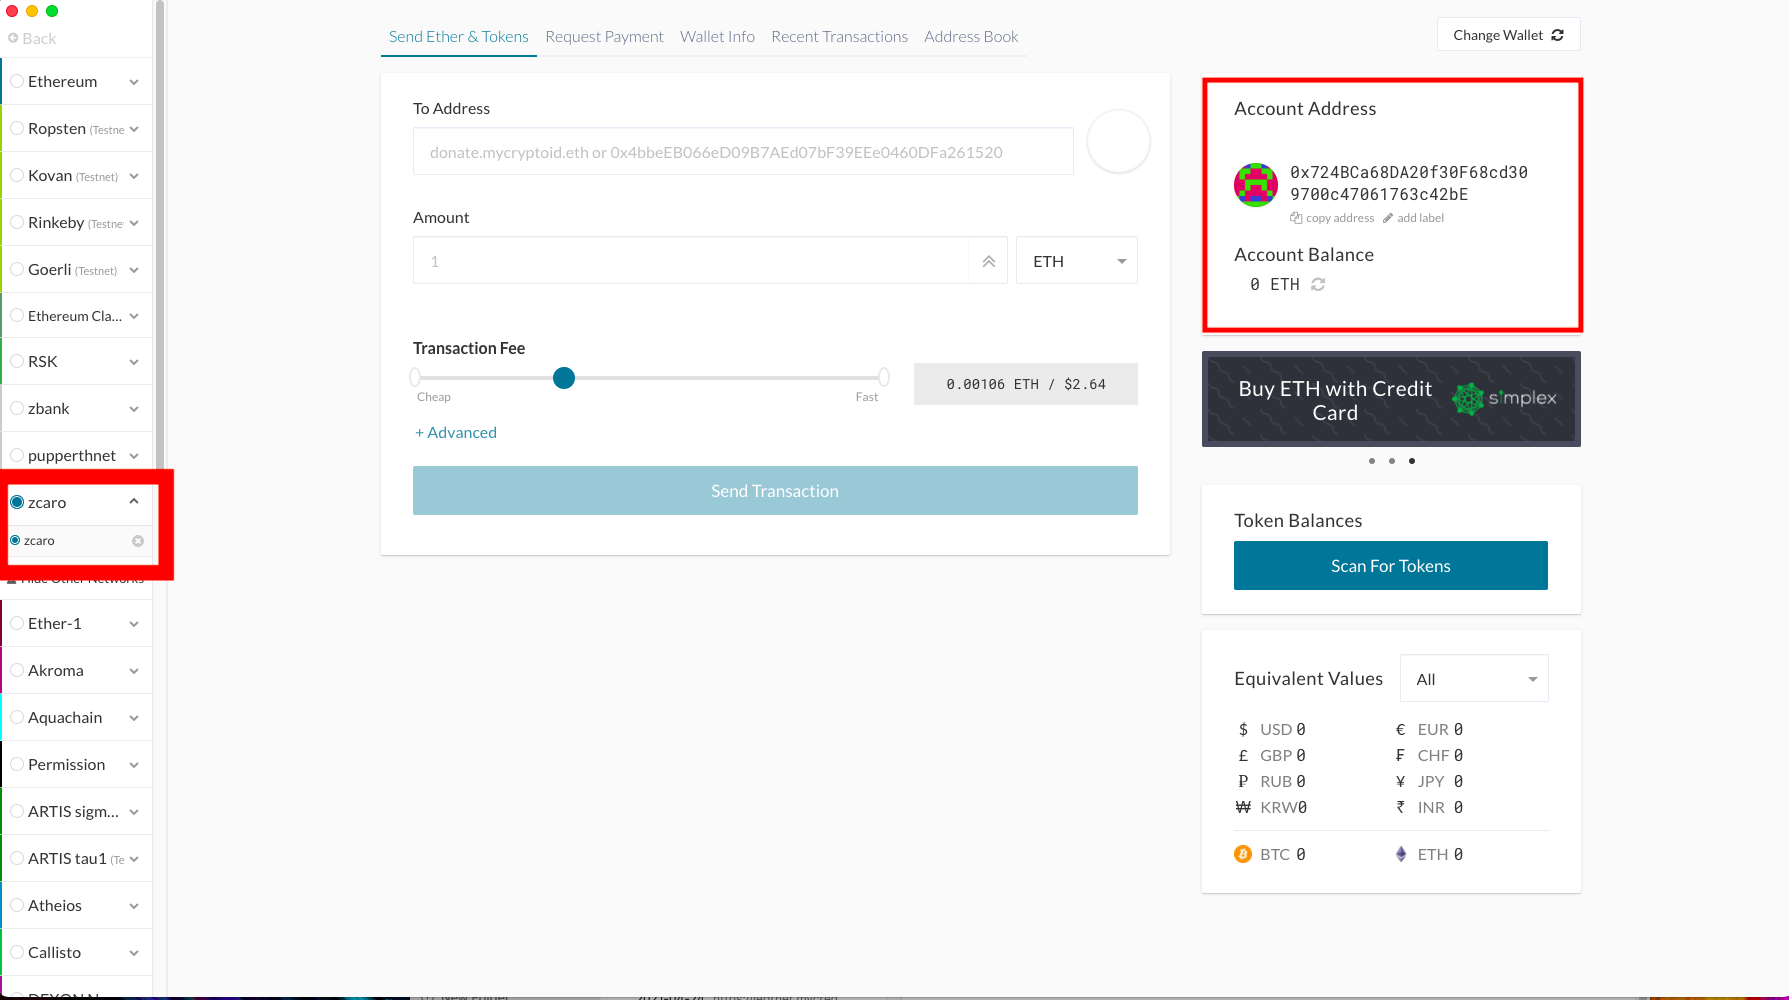 Back
Ethereum
Ropsten (Testne
Kovan (Testnet)
Rinkeby (Testne
Goerli (Testnet)
Ethereum Cla...
RSK
zbank
pupperthnet
zcaro
zcaro
Hide Other Networks
Ether-1
Akroma
Aquachain
Permission
ARTIS sigm...
ARTIS tau1 (Te
Atheios
Callisto
Send Ether & Tokens Request Payment Wallet Info Recent Transactions Address Book
Change Wallet
To Address
donate.mycryptoid.eth or 0x4bbeEB066eD09B7AEd07bF39EEe0460DFa261520
Amount
1
ETH
Transaction Fee
Cheap Fast
0.00106 ETH / $2.64
+ Advanced
Send Transaction
Account Address
0x724BCa68DA20f30F68cd30
9700c47061763c42bE
copy address add label
Account Balance
0 ETH
Buy ETH with Credit
Card
simplex
Token Balances
Scan For Tokens
Equivalent Values All
$ USD 0 € EUR 0
£ GBP 0 ₣ CHF 0
₽ RUB 0 ¥ JPY 0
₩ KRW 0 ₹ INR 0
BTC 0 ETH 0